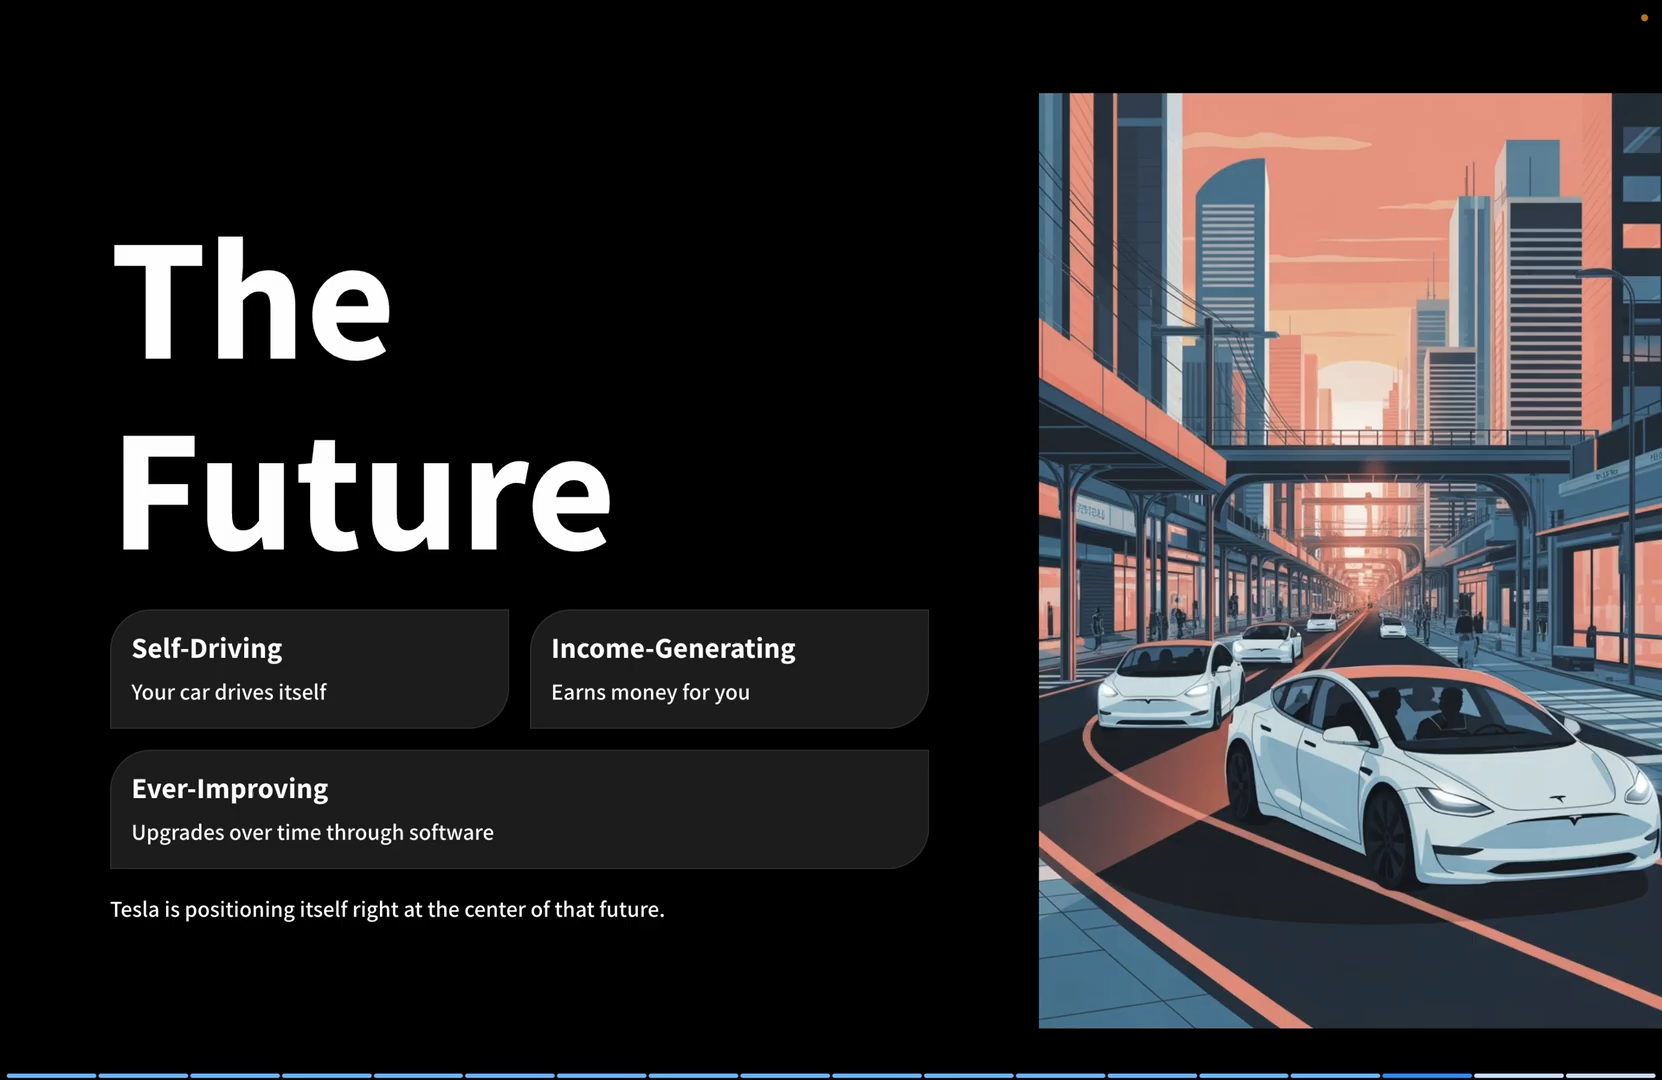 The
Future
Self-Driving
Your car drives itself
Income-Generating
Earns money for you
Ever-Improving
Upgrades over time through software
Tesla is positioning itself right at the center of that future.